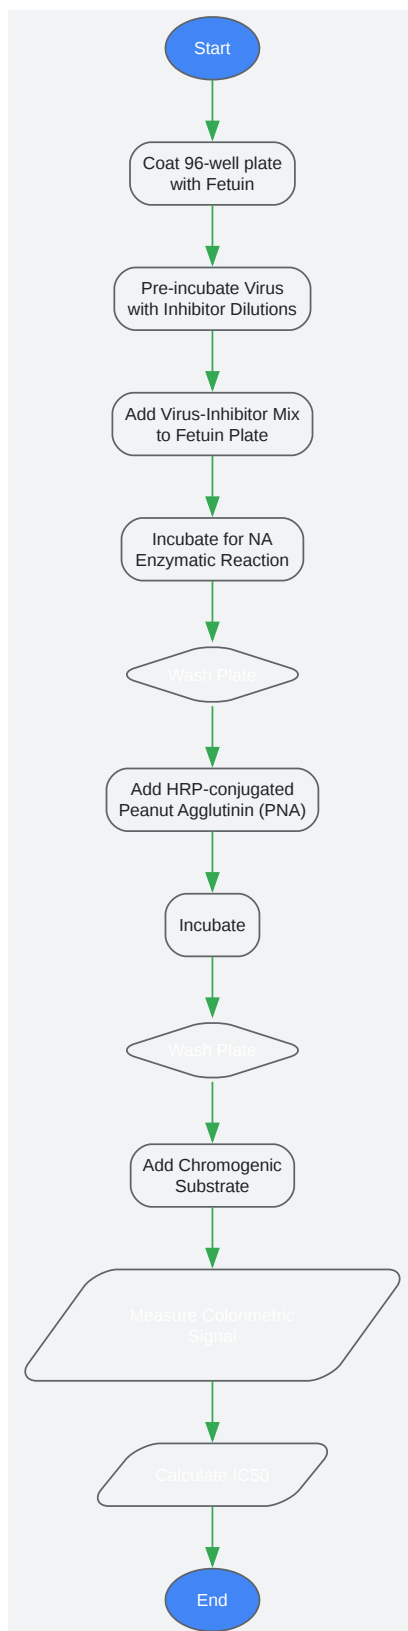 Start
Coat 96-well plate
with Fetuin
Pre-incubate Virus
with Inhibitor Dilutions
Add Virus-Inhibitor Mix
to Fetuin Plate
Incubate for NA
Enzymatic Reaction
Wash Plate
Add HRP-conjugated
Peanut Agglutinin (PNA)
Incubate
Wash Plate
Add Chromogenic
Substrate
Measure Colorimetric
Signal
Calculate IC50
End